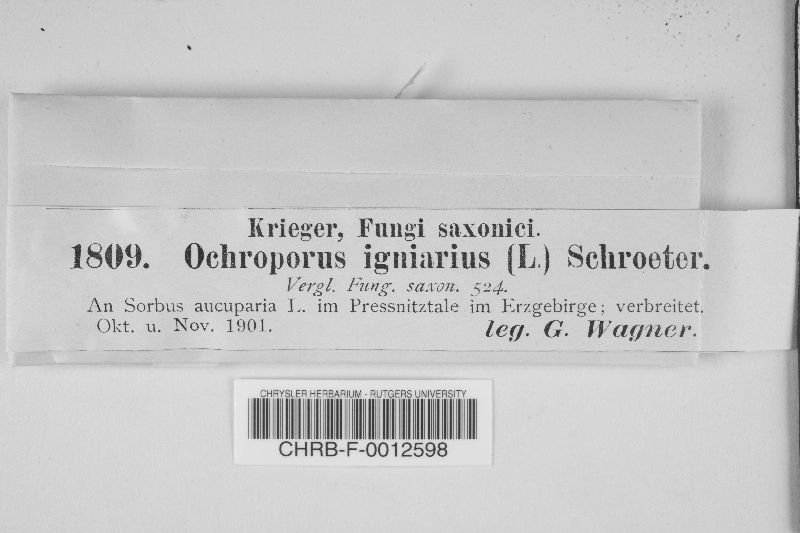 Krieger, Fungi saxonici.
1809. Ochroporus igniarius (L.) Schroeter.
Vergl. Fung. saxon. 524.
An Sorbus aucuparia L. im Pressnitztale im Erzgebirge; verbreitet.
Okt. u. Nov. 1901. leg. G. Wagner.
CHRYSLER HERBARIUM - RUTGERS UNIVERSITY
CHRB-F-0012598